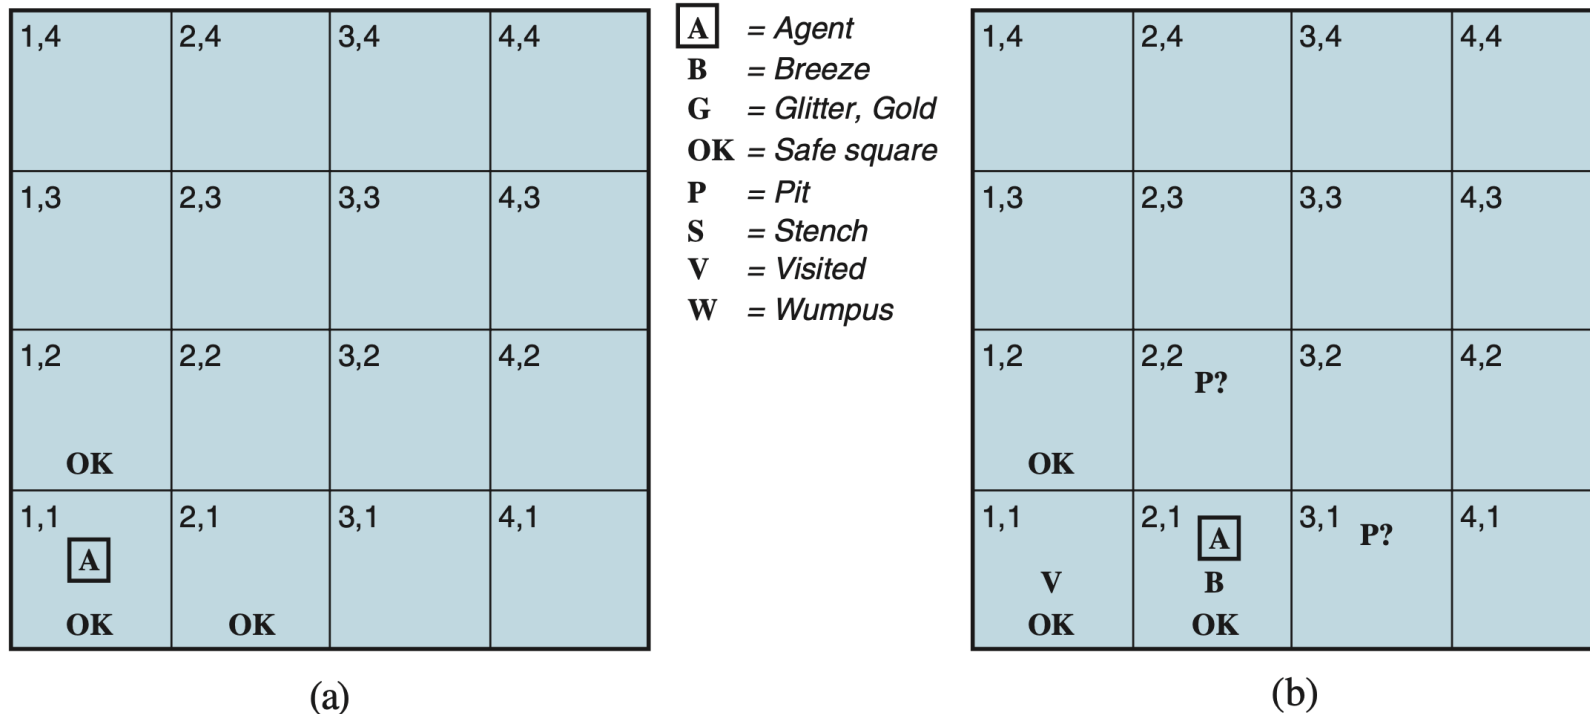 1,4 2,4 3,4 4,4
1,3 2,3 3,3 4,3
1,2 2,2 3,2 4,2
OK
1,1 2,1 3,1 4,1
A
OK OK
(a)
A = Agent
B = Breeze
G = Glitter, Gold
OK = Safe square
P = Pit
S = Stench
V = Visited
W = Wumpus
1,4 2,4 3,4 4,4
1,3 2,3 3,3 4,3
1,2 2,2 3,2 4,2
P?
OK
1,1 2,1 A 3,1 P? 4,1
V B
OK OK
(b)